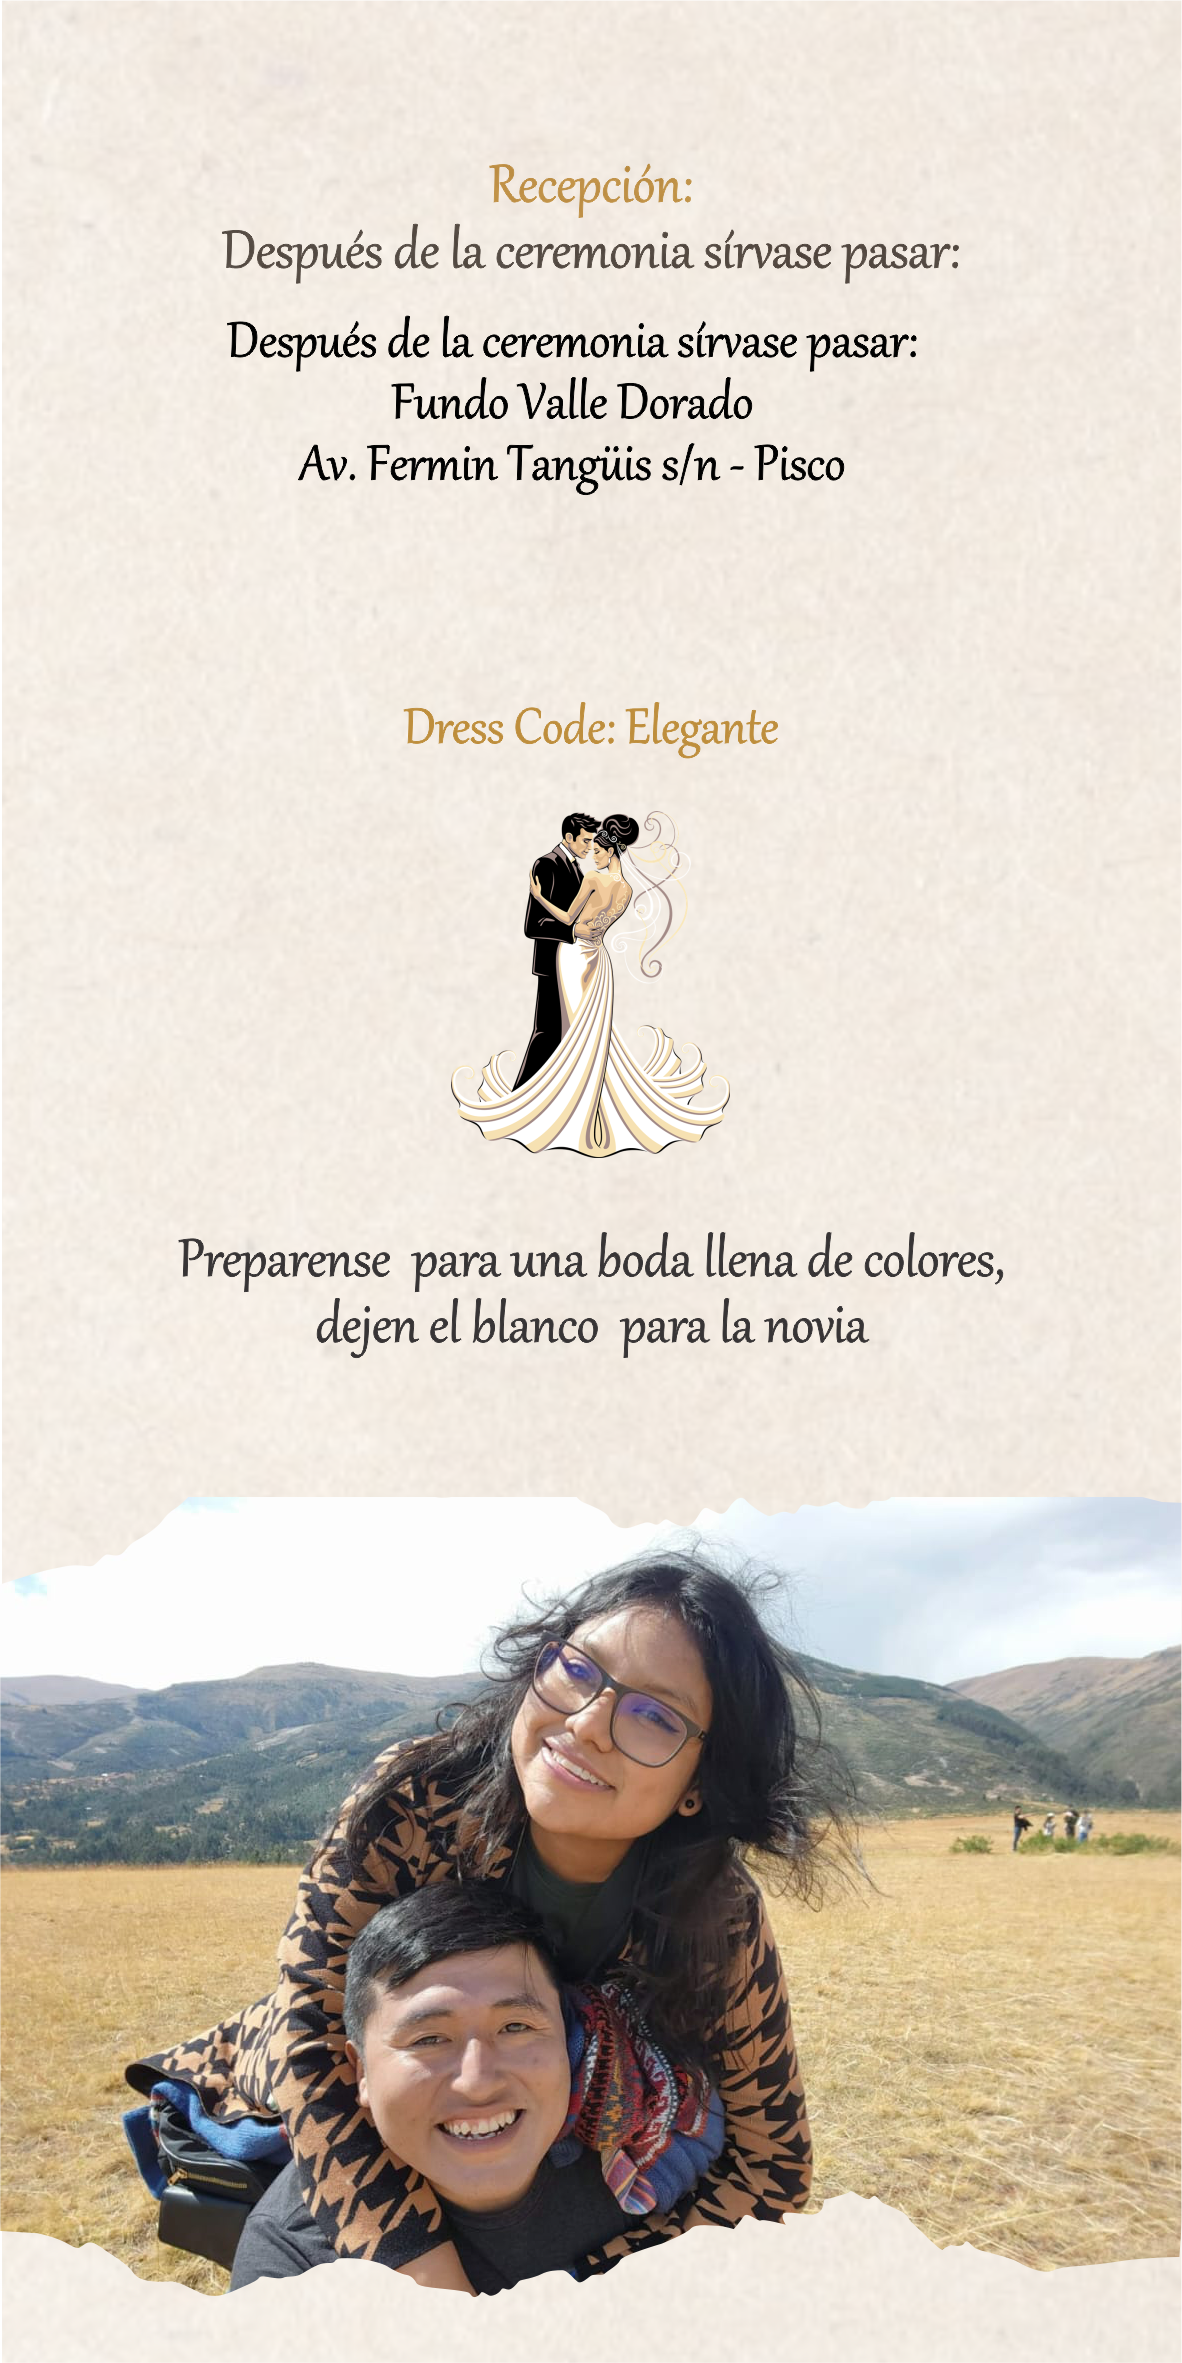 Recepción:
Después de la ceremonia sírvase pasar:
Después de la ceremonia sírvase pasar:
Fundo Valle Dorado
Av. Fermin Tangüis s/n - Pisco
Dress Code: Elegante
Preparense para una boda llena de colores,
dejen el blanco para la novia